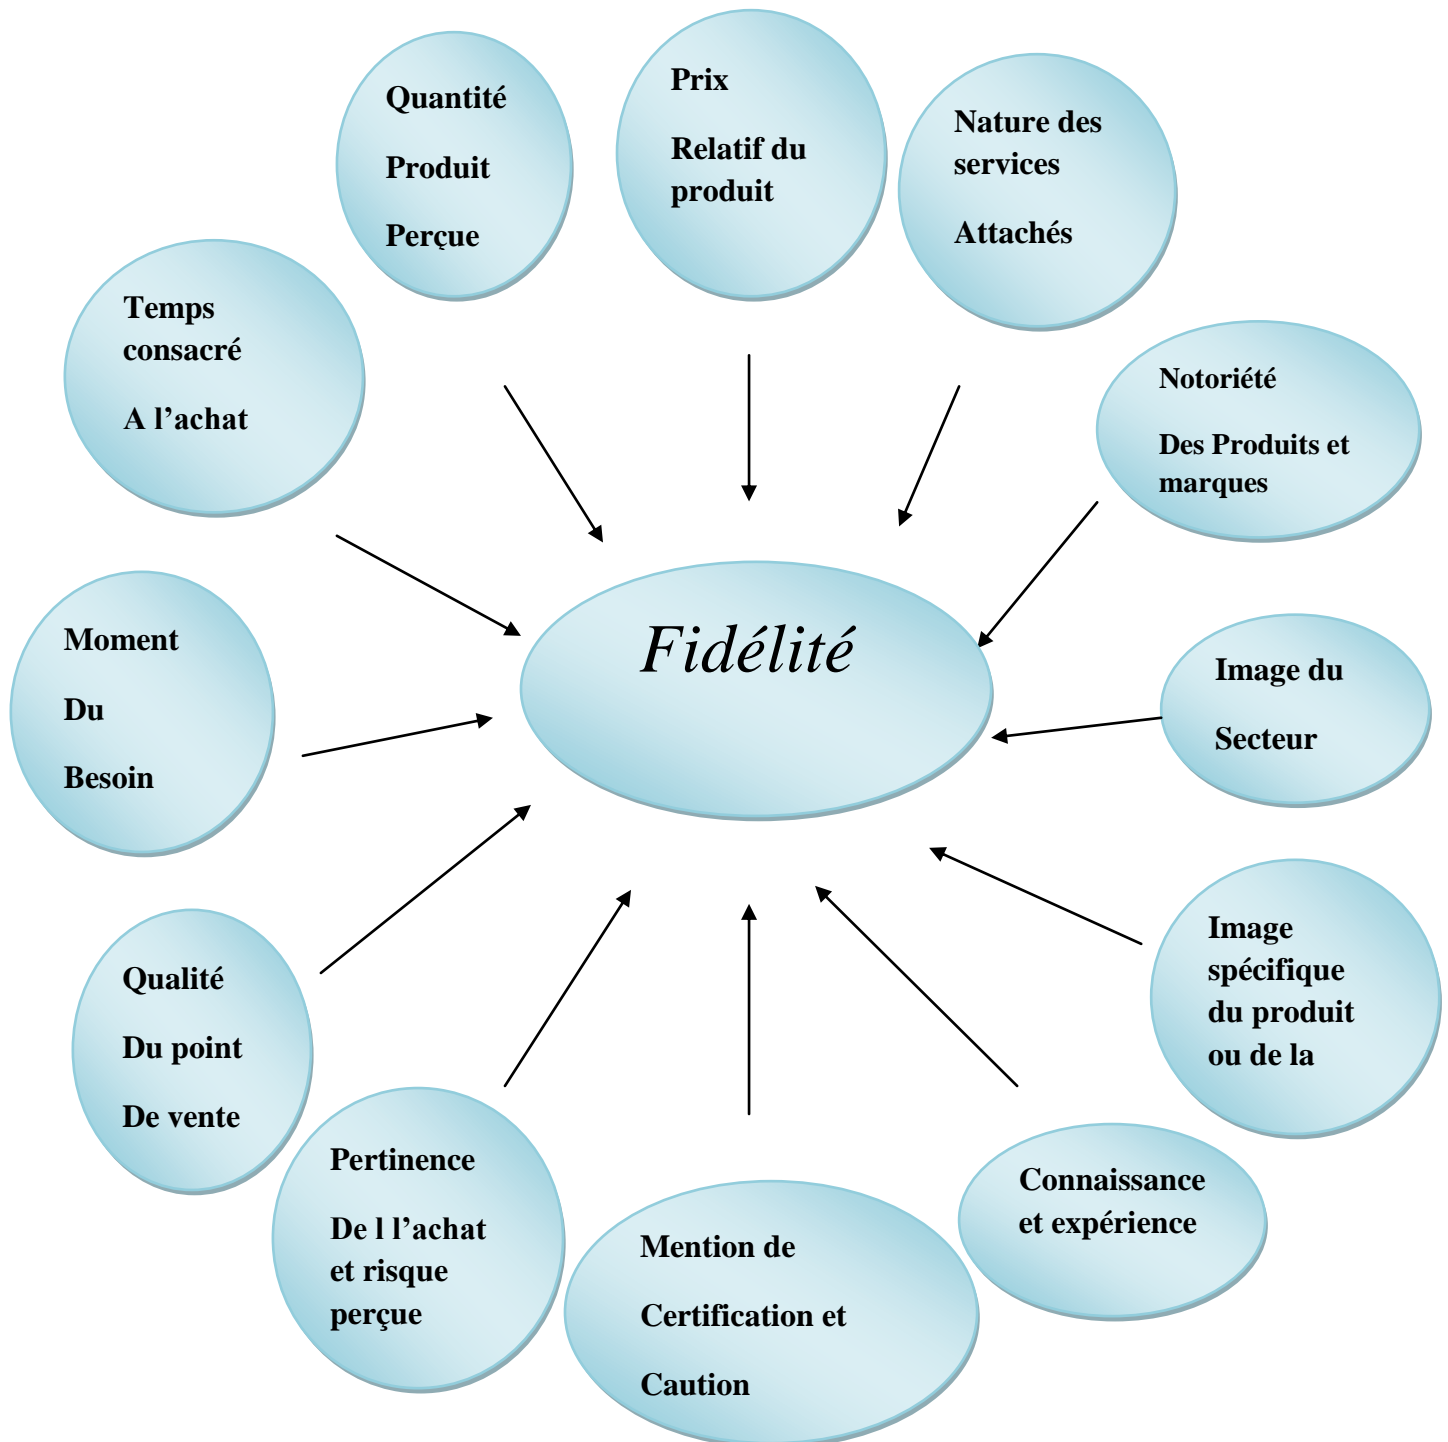 Quantité
Produit
Perçue
Prix
Relatif du
produit
Nature des
services
Attachés
Temps
consacré
A l’achat
Notoriété
Des Produits et
marques
Fidélité
Moment
Du
Besoin
Image du
Secteur
Image
spécifique
du produit
ou de la
Qualité
Du point
De vente
Pertinence
De l l’achat
et risque
perçue
Mention de
Certification et
Caution
Connaissance
et expérience